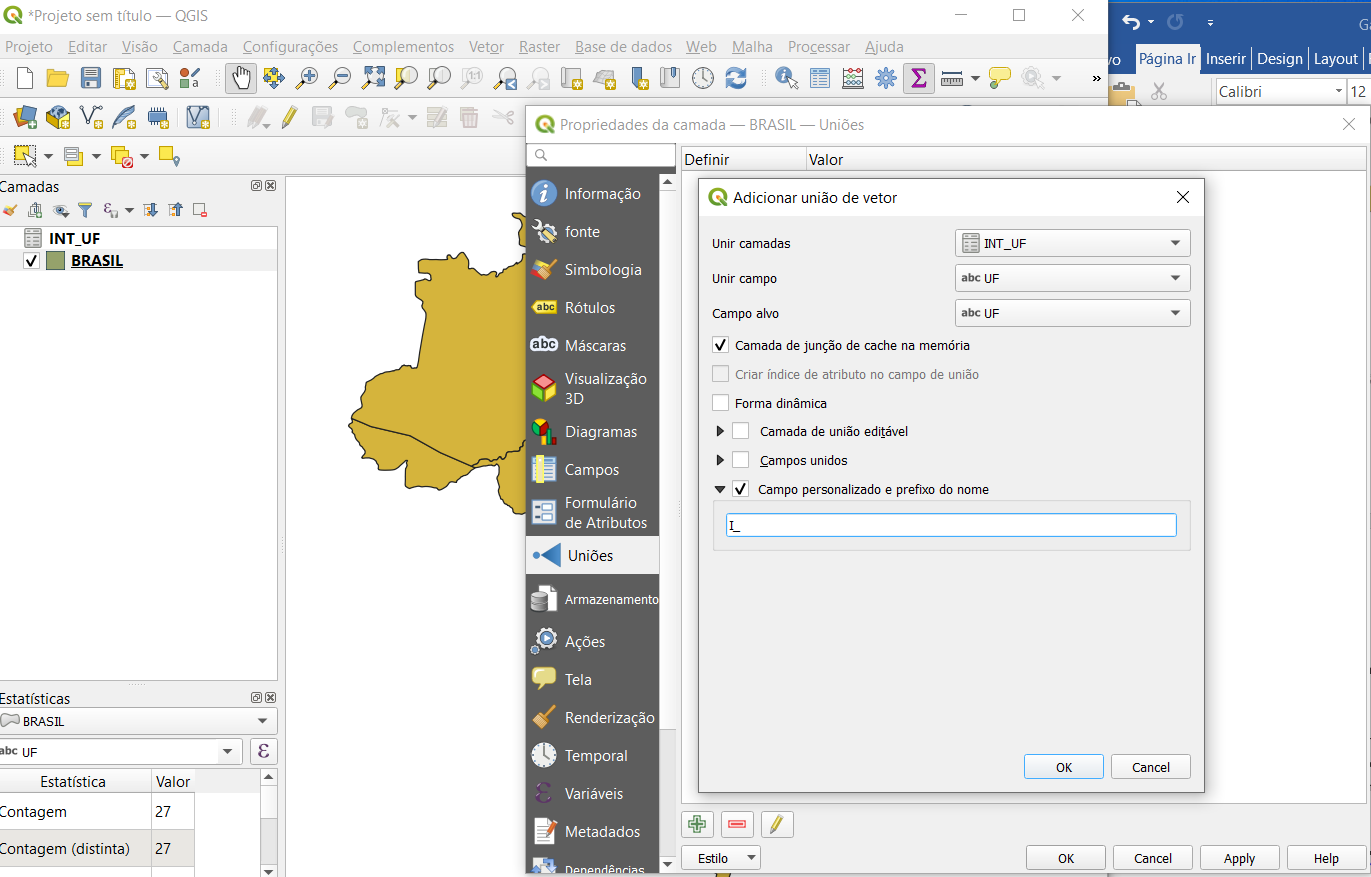 *Projeto sem título — QGIS
Projeto Editar Visão Camada Configurações Complementos Vetor Raster Base de dados Web Malha Processar Ajuda
Página Ir Inserir Design Layout
Calibri 12
Propriedades da camada — BRASIL — Uniões
Definir Valor
Camadas
INT_UF
BRASIL
Informação
fonte
Simbologia
abc Rótulos
abc Máscaras
Visualização
3D
Diagramas
Campos
Formulário
de Atributos
Uniões
Armazenamento
Ações
Tela
Renderização
Temporal
Variáveis
Metadados
Dependências
Adicionar união de vetor
Unir camadas INT_UF
Unir campo abc UF
Campo alvo abc UF
Camada de junção de cache na memória
Criar índice de atributo no campo de união
Forma dinâmica
Camada de união editável
Campos unidos
Campo personalizado e prefixo do nome
I_
OK Cancel
Estatísticas
BRASIL
abc UF ε
Estatística Valor
Contagem 27
Contagem (distinta) 27
Estilo OK Cancel Apply Help